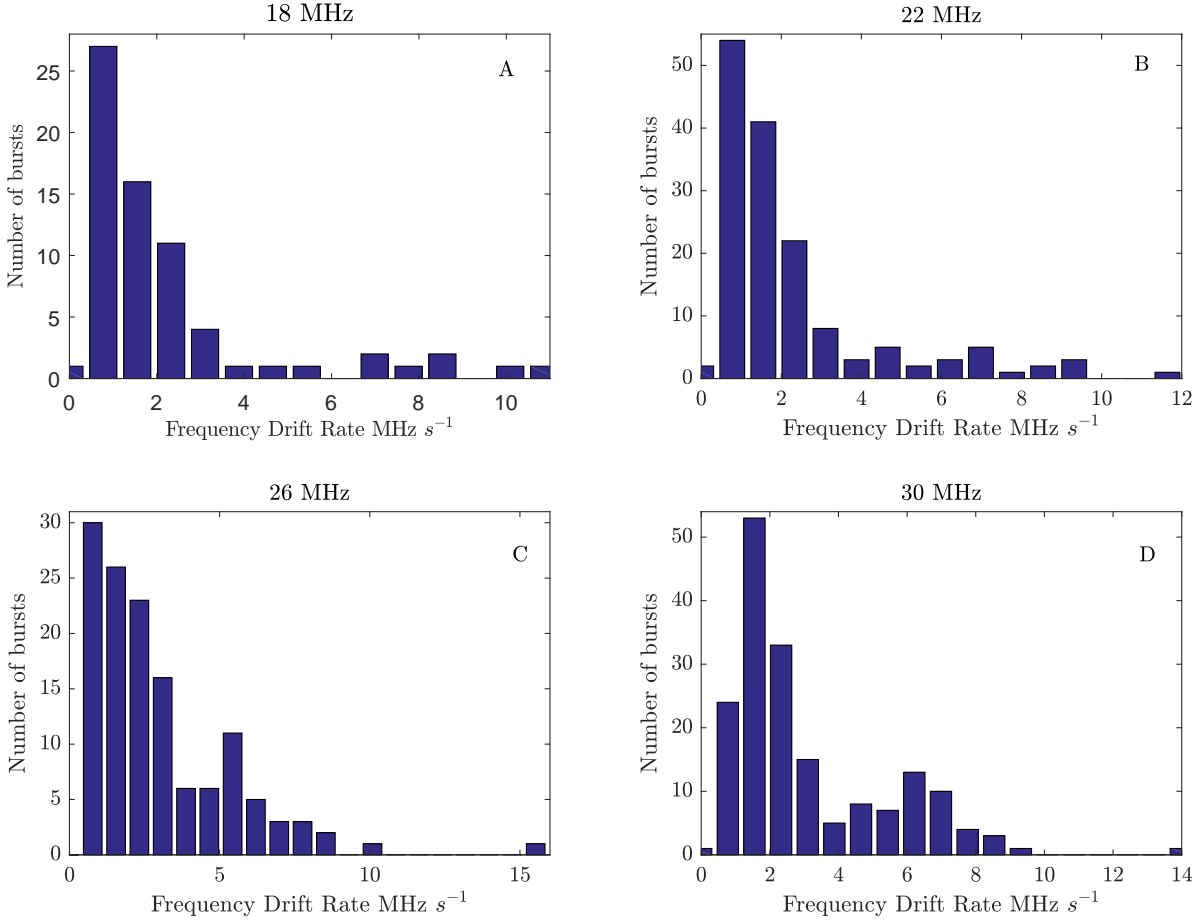 18 MHz
A
Number of bursts
25
20
15
10
5
0
0 2 4 6 8 10
Frequency Drift Rate MHz s⁻¹
22 MHz
B
Number of bursts
50
40
30
20
10
0
0 2 4 6 8 10 12
Frequency Drift Rate MHz s⁻¹
26 MHz
C
Number of bursts
30
25
20
15
10
5
0
0 5 10 15
Frequency Drift Rate MHz s⁻¹
30 MHz
D
Number of bursts
50
40
30
20
10
0
0 2 4 6 8 10 12 14
Frequency Drift Rate MHz s⁻¹